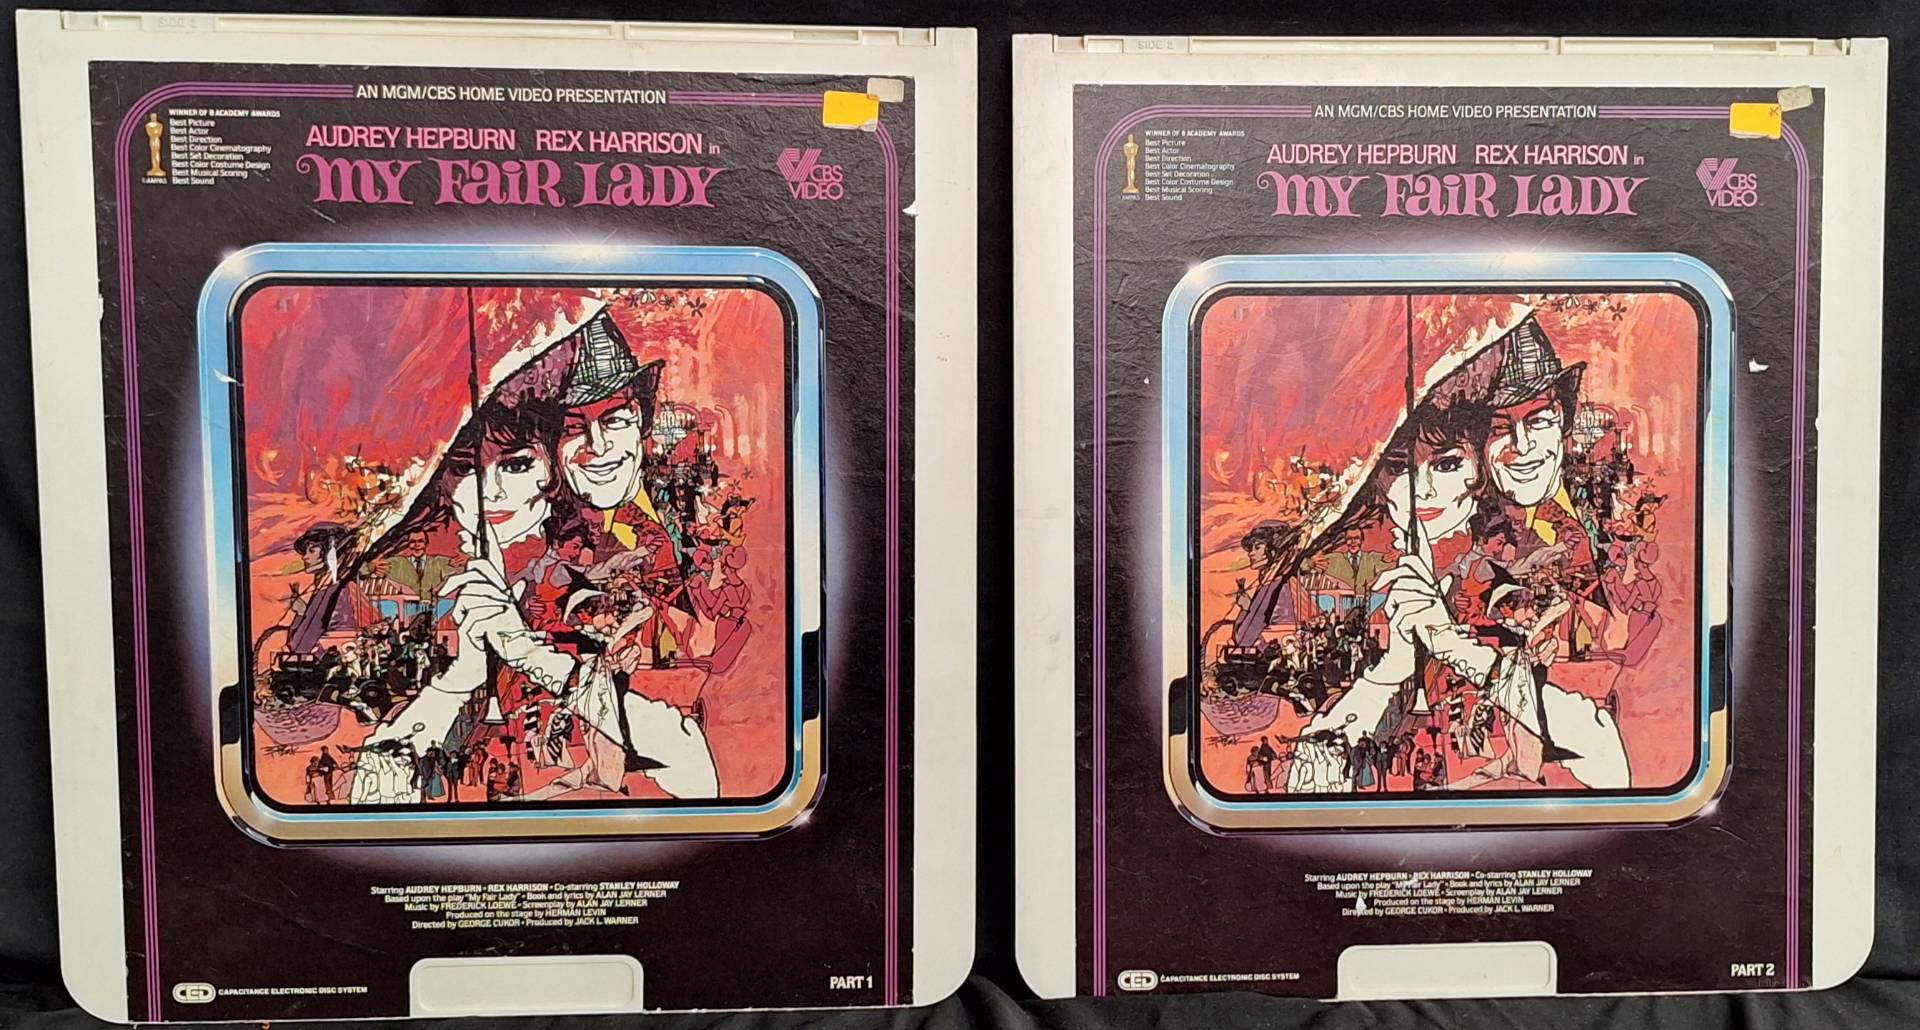 SIDE 2
AN MGM/CBS HOME VIDEO PRESENTATION
WINNER OF 8 ACADEMY AWARDS
Best Picture
Best Actor
Best Direction
Best Color Cinematography
Best Set Decoration
Best Color Costume Design
Best Musical Scoring
Best Sound
AUDREY HEPBURN REX HARRISON in
MY FAIR LADY
CBS
VIDEO
Starring AUDREY HEPBURN • REX HARRISON • Co-starring STANLEY HOLLOWAY
Based upon the play "My Fair Lady" • Book and lyrics by ALAN JAY LERNER
Music by FREDERICK LOEWE • Screenplay by ALAN JAY LERNER
Produced on the stage by HERMAN LEVIN
Directed by GEORGE CUKOR • Produced by JACK L. WARNER
CED CAPACITANCE ELECTRONIC DISC SYSTEM
PART 1
SIDE 2
AN MGM/CBS HOME VIDEO PRESENTATION
WINNER OF 8 ACADEMY AWARDS
Best Picture
Best Actor
Best Direction
Best Color Cinematography
Best Set Decoration
Best Color Costume Design
Best Musical Scoring
Best Sound
AUDREY HEPBURN REX HARRISON in
MY FAIR LADY
CBS
VIDEO
Starring AUDREY HEPBURN • REX HARRISON • Co-starring STANLEY HOLLOWAY
Based upon the play "My Fair Lady" • Book and lyrics by ALAN JAY LERNER
Music by FREDERICK LOEWE • Screenplay by ALAN JAY LERNER
Produced on the stage by HERMAN LEVIN
Directed by GEORGE CUKOR • Produced by JACK L. WARNER
CED CAPACITANCE ELECTRONIC DISC SYSTEM
PART 2